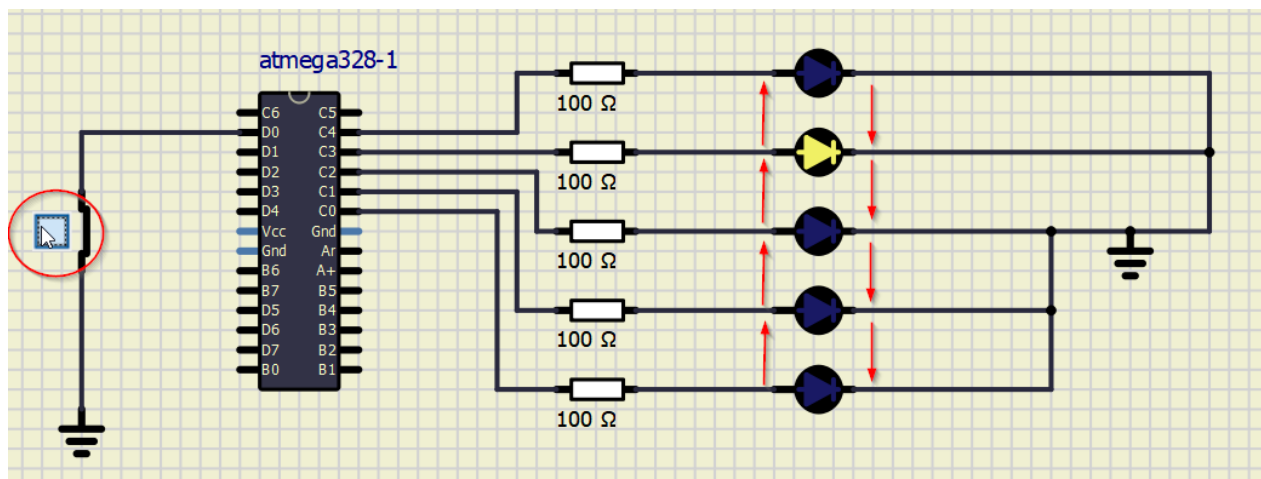 atmega328-1
C6 C5
D0 C4
D1 C3
D2 C2
D3 C1
D4 C0
Vcc Gnd
Gnd Ar
B6 A+
B7 B5
D5 B4
D6 B3
D7 B2
B0 B1
100 Ω
100 Ω
100 Ω
100 Ω
100 Ω